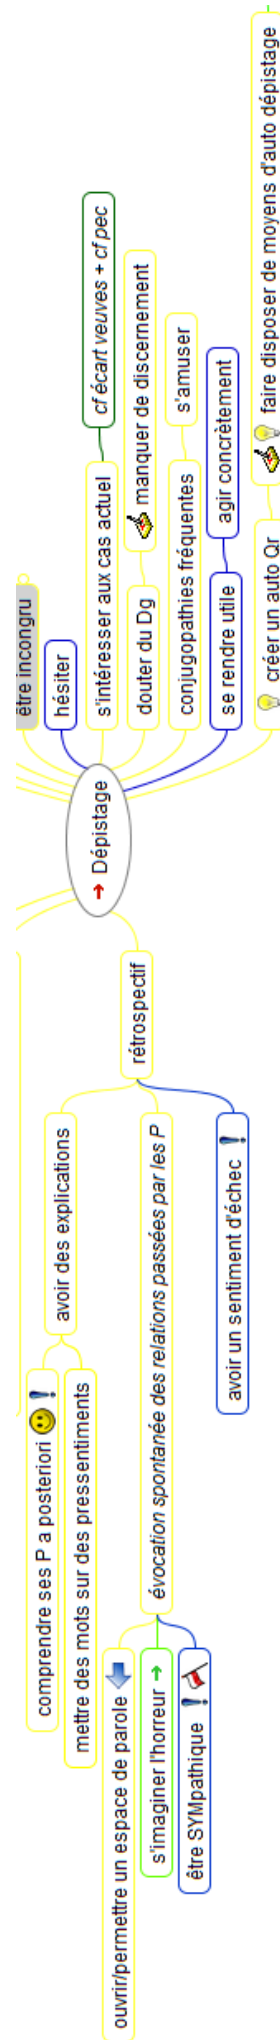 être incongru
hésiter
s'intéresser aux cas actuel
cf écart veuves + cf pec
douter du Dg
manquer de discernement
conjugopathies fréquentes
s'amuser
se rendre utile
agir concrètement
créer un auto Qr
faire disposer de moyens d'auto dépistage
→ Dépistage
rétrospectif
avoir des explications
comprendre ses P a posteriori
mettre des mots sur des pressentiments
évocation spontanée des relations passées par les P
ouvrir/permettre un espace de parole
s'imaginer l'horreur →
être SYMpathique
avoir un sentiment d'échec